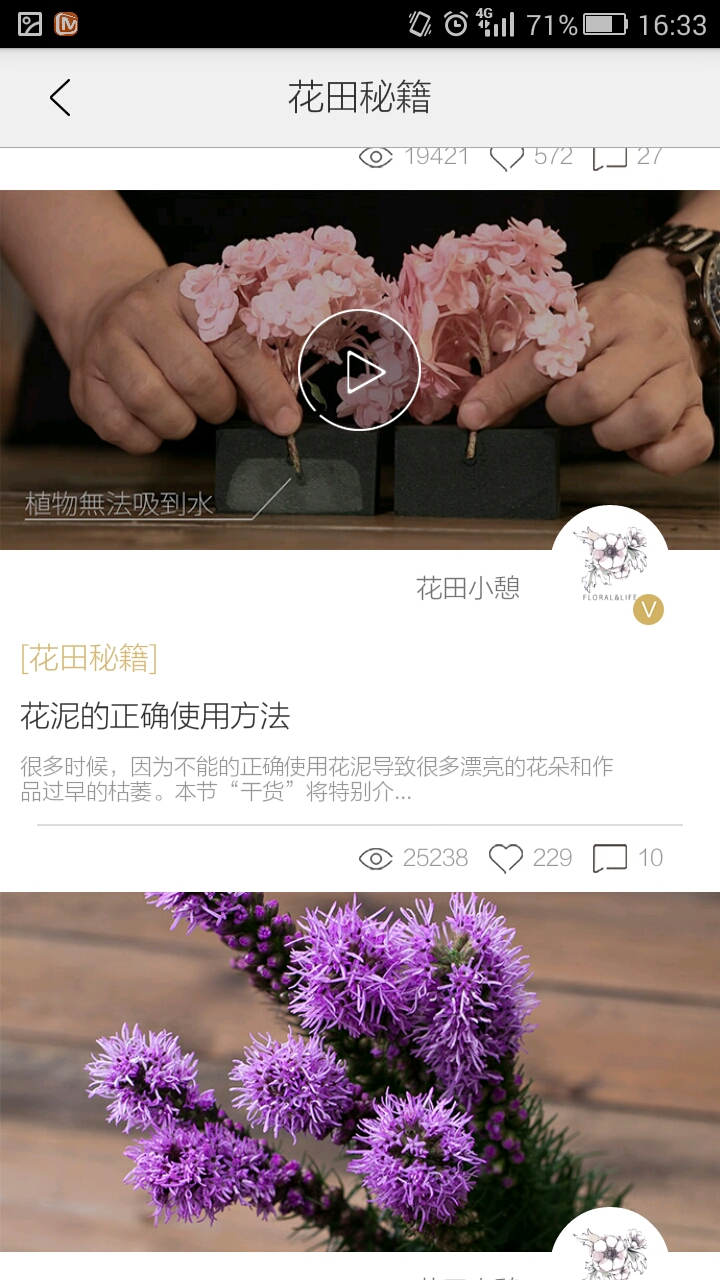 4G 71% 16:33
花田秘籍
19421 572 27
植物無法吸到水
花田小憩
FLORAL&LIFE
V
[花田秘籍]
花泥的正确使用方法
很多时候，因为不能的正确使用花泥导致很多漂亮的花朵和作
品过早的枯萎。本节“干货”将特别介...
25238 229 10